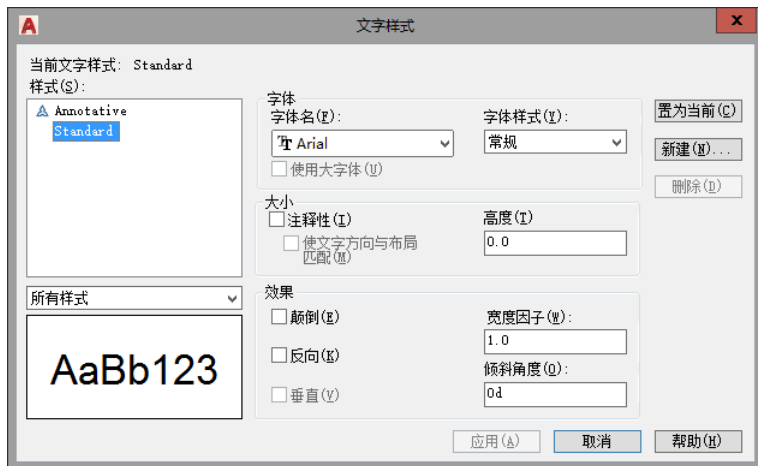 文字样式
当前文字样式: Standard
样式(S):
Annotative
Standard
所有样式
AaBb123
字体
字体名(F):
Arial
使用大字体(U)
字体样式(Y):
常规
大小
注释性(I)
使文字方向与布局
匹配(M)
高度(T)
0.0
效果
颠倒(E)
反向(K)
垂直(V)
宽度因子(W):
1.0
倾斜角度(O):
0d
置为当前(C)
新建(N)...
删除(D)
应用(A)
取消
帮助(H)